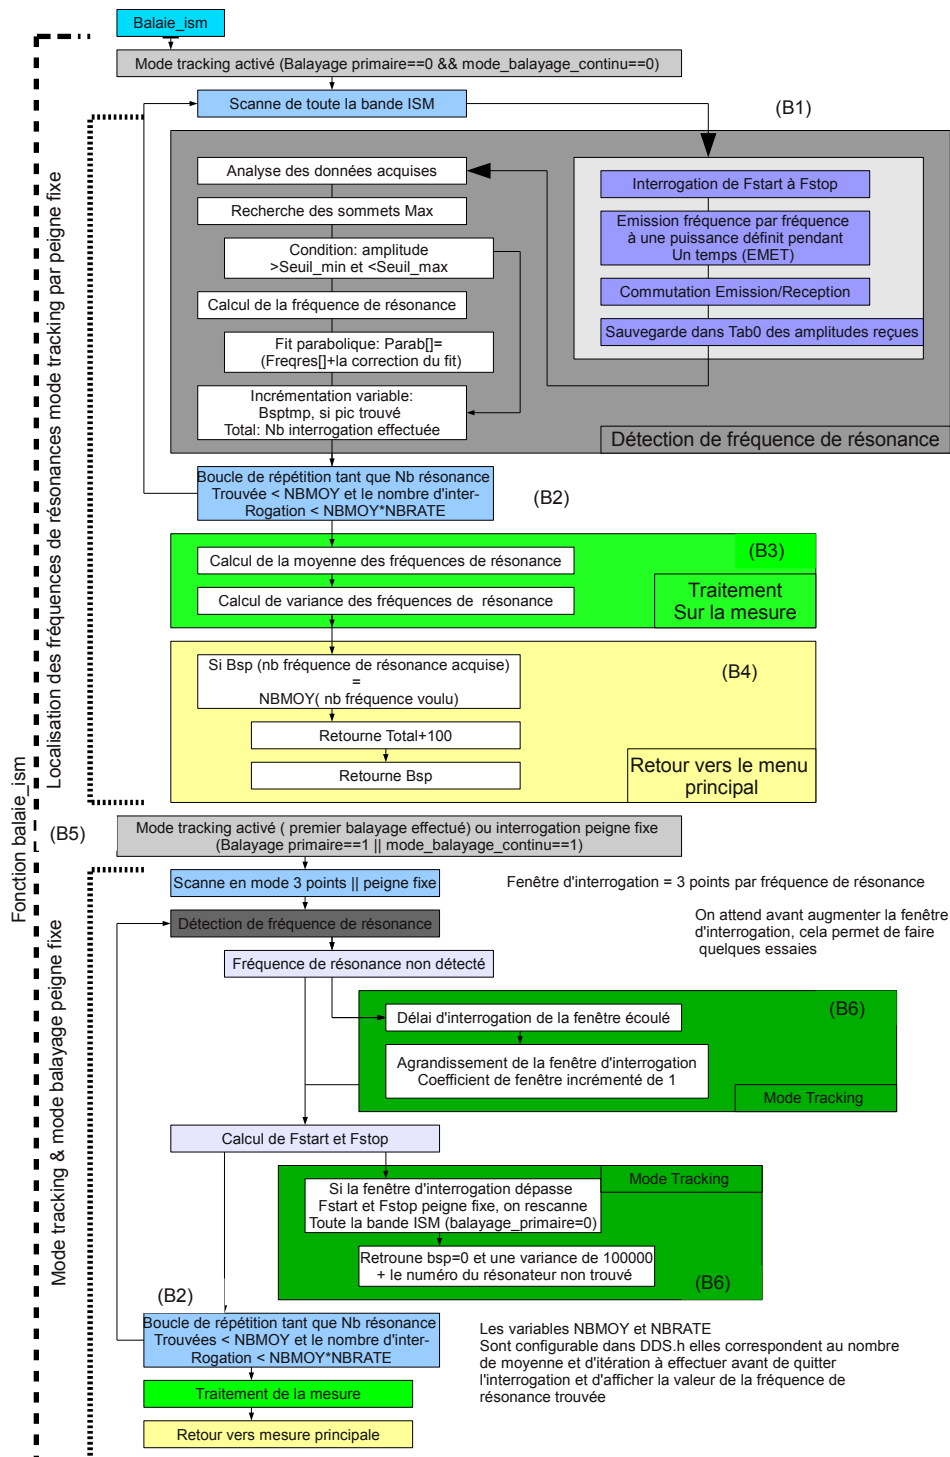 Balaie_ism
Mode tracking activé (Balayage primaire==0 && mode_balayage_continu==0)
Scanne de toute la bande ISM
(B1)
Analyse des données acquises
Recherche des sommets Max
Condition: amplitude
>Seuil_min et <Seuil_max
Calcul de la fréquence de résonance
Fit parabolique: Parab[]=
(Freqres[]+la correction du fit)
Incrémentation variable:
Bsptmp, si pic trouvé
Total: Nb interrogation effectuée
Interrogation de Fstart à Fstop
Emission fréquence par fréquence
à une puissance définit pendant
Un temps (EMET)
Commutation Emission/Reception
Sauvegarde dans Tab0 des amplitudes reçues
Détection de fréquence de résonance
Boucle de répétition tant que Nb résonance
Trouvée < NBMOY et le nombre d'inter-
Rogation < NBMOY*NBRATE
(B2)
(B3)
Calcul de la moyenne des fréquences de résonance
Calcul de variance des fréquences de résonance
Traitement
Sur la mesure
Si Bsp (nb fréquence de résonance acquise)
=
NBMOY( nb fréquence voulu)
(B4)
Retourne Total+100
Retourne Bsp
Retour vers le menu
principal
Localisation des fréquences de résonances mode tracking par peigne fixe
Fonction balaie_ism
(B5)
Mode tracking activé ( premier balayage effectué) ou interrogation peigne fixe
(Balayage primaire==1 || mode_balayage_continu==1)
Scanne en mode 3 points || peigne fixe
Fenêtre d'interrogation = 3 points par fréquence de résonance
Détection de fréquence de résonance
On attend avant augmenter la fenêtre
d'interrogation, cela permet de faire
quelques essaies
Fréquence de résonance non détecté
(B6)
Délai d'interrogation de la fenêtre écoulé
Agrandissement de la fenêtre d'interrogation
Coefficient de fenêtre incrémenté de 1
Mode Tracking
Calcul de Fstart et Fstop
Mode Tracking
Si la fenêtre d'interrogation dépasse
Fstart et Fstop peigne fixe, on rescanne
Toute la bande ISM (balayage_primaire=0)
Retroune bsp=0 et une variance de 100000
+ le numéro du résonateur non trouvé
(B6)
Mode tracking & mode balayage peigne fixe
(B2)
Boucle de répétition tant que Nb résonance
Trouvées < NBMOY et le nombre d'inter-
Rogation < NBMOY*NBRATE
Les variables NBMOY et NBRATE
Sont configurable dans DDS.h elles correspondent au nombre
de moyenne et d'itération à effectuer avant de quitter
l'interrogation et d'afficher la valeur de la fréquence de
résonance trouvée
Traitement de la mesure
Retour vers mesure principale